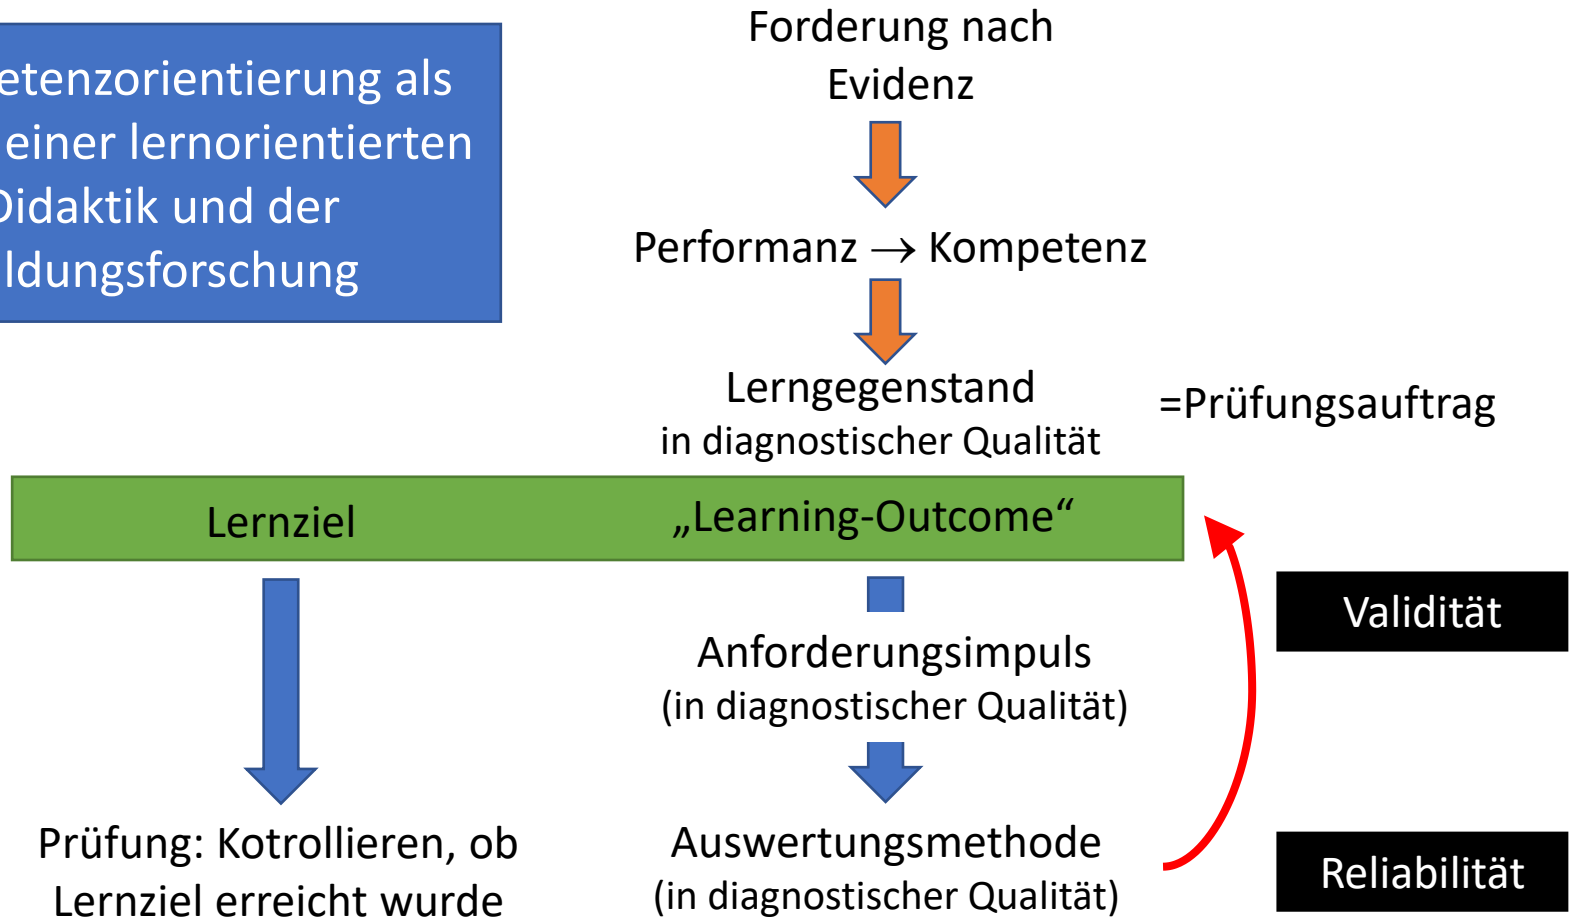 etenzorientierung als
einer lernorientierten
Didaktik und der
ldungsforschung
Forderung nach
Evidenz
Performanz → Kompetenz
Lerngegenstand
in diagnostischer Qualität
=Prüfungsauftrag
Lernziel
„Learning-Outcome“
Anforderungsimpuls
(in diagnostischer Qualität)
Validität
Prüfung: Kotrollieren, ob
Lernziel erreicht wurde
Auswertungsmethode
(in diagnostischer Qualität)
Reliabilität